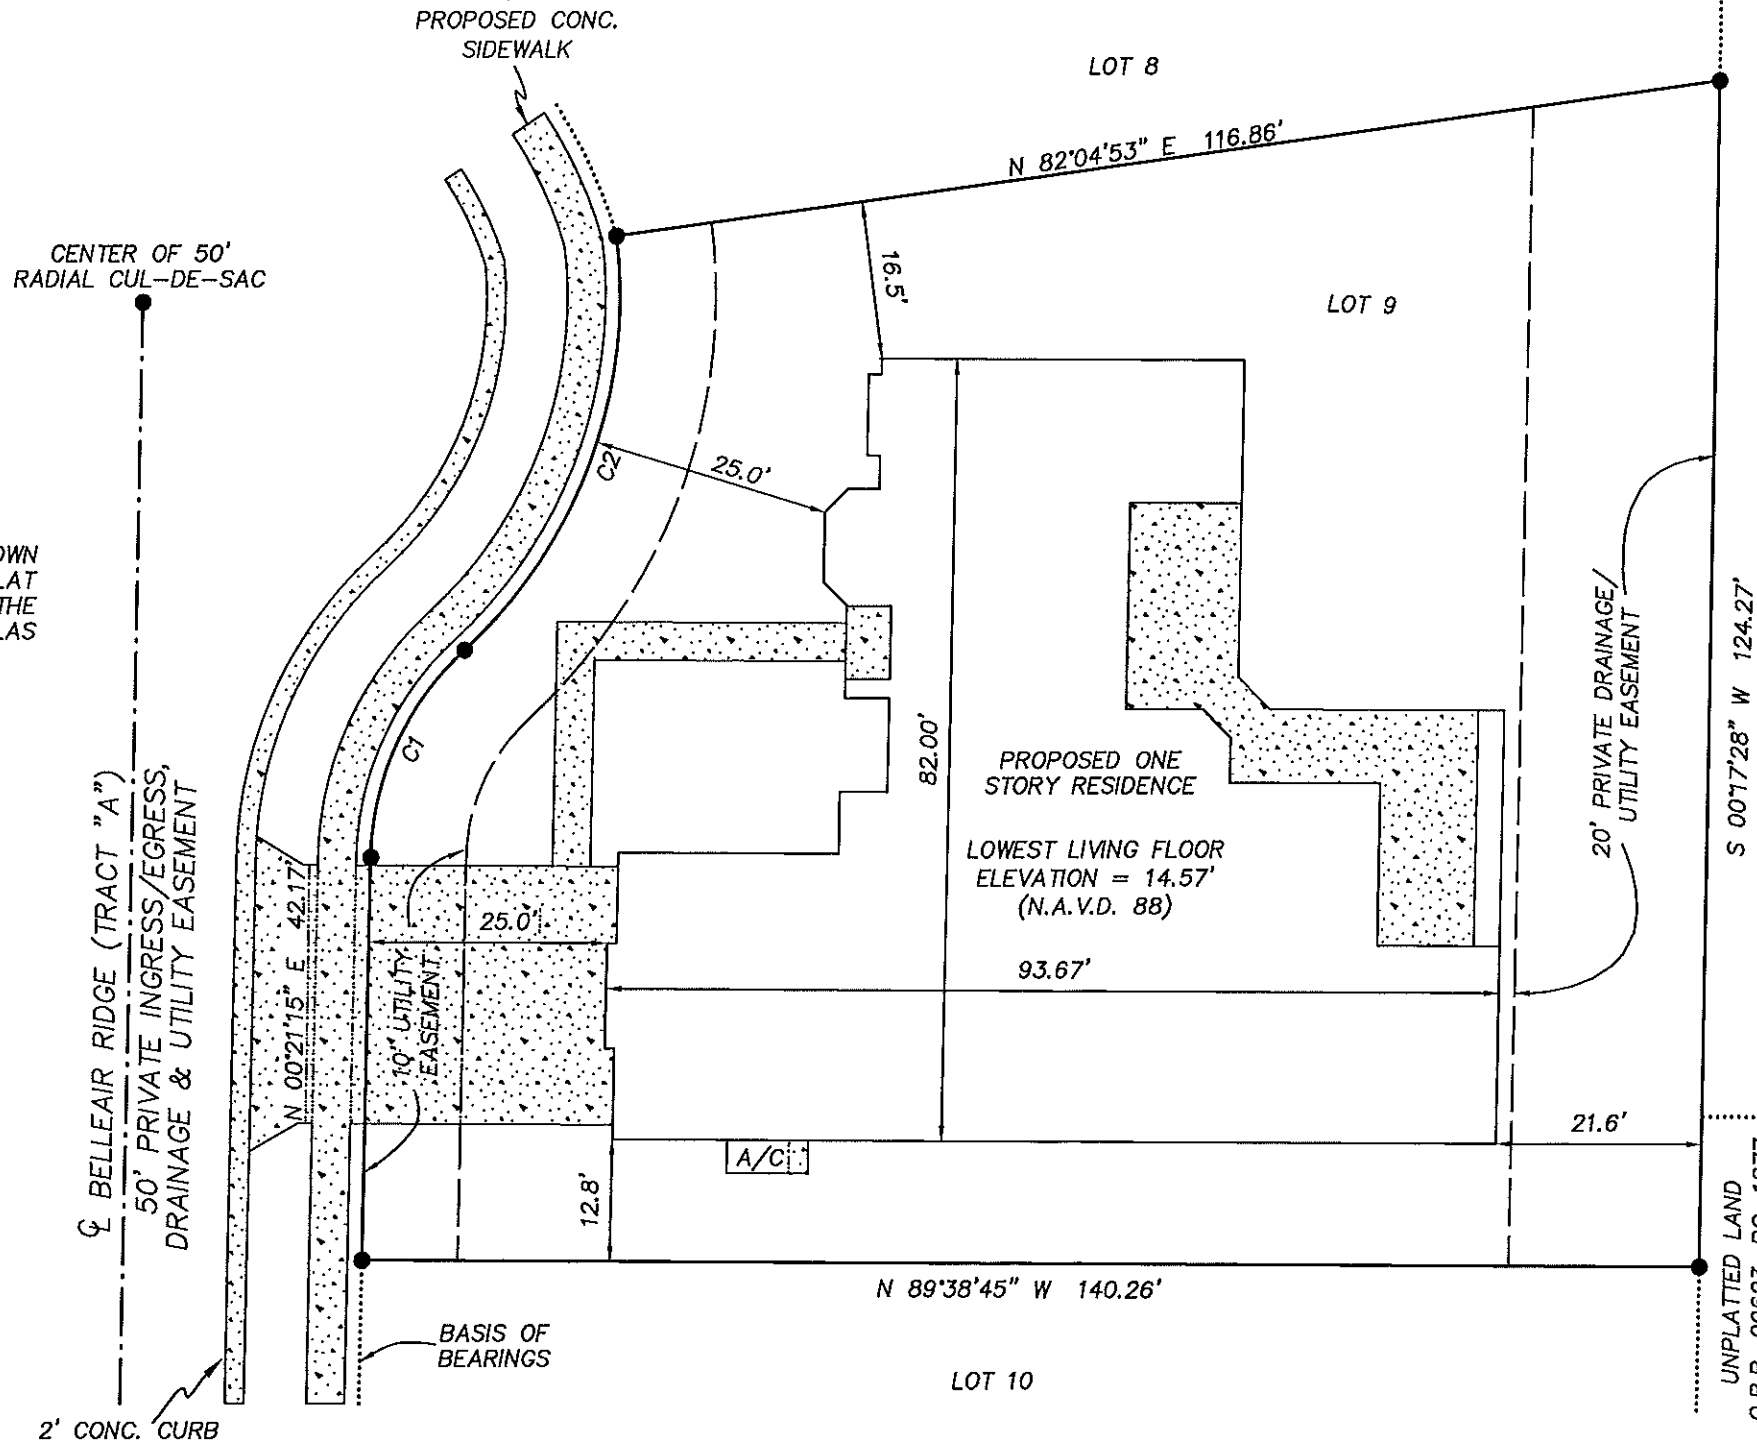 PROPOSED CONC.
SIDEWALK
LOT 8
N 82°04'53" E 116.86'
CENTER OF 50'
RADIAL CUL-DE-SAC
16.5'
LOT 9
C2
25.0'
OWN
LAT
THE
LAS
20' PRIVATE DRAINAGE/
UTILITY EASEMENT
S 00°17'28" W 124.27'
C1
82.00'
PROPOSED ONE
STORY RESIDENCE
LOWEST LIVING FLOOR
ELEVATION = 14.57'
(N.A.V.D. 88)
℄ BELLEAIR RIDGE (TRACT "A")
50' PRIVATE INGRESS/EGRESS,
DRAINAGE & UTILITY EASEMENT
N 00°21'15" E 42.17'
25.0'
10' UTILITY
EASEMENT
93.67'
21.6'
A/C
12.8'
N 89°38'45" W 140.26'
UNPLATTED LAND
BASIS OF
BEARINGS
LOT 10
2' CONC. CURB